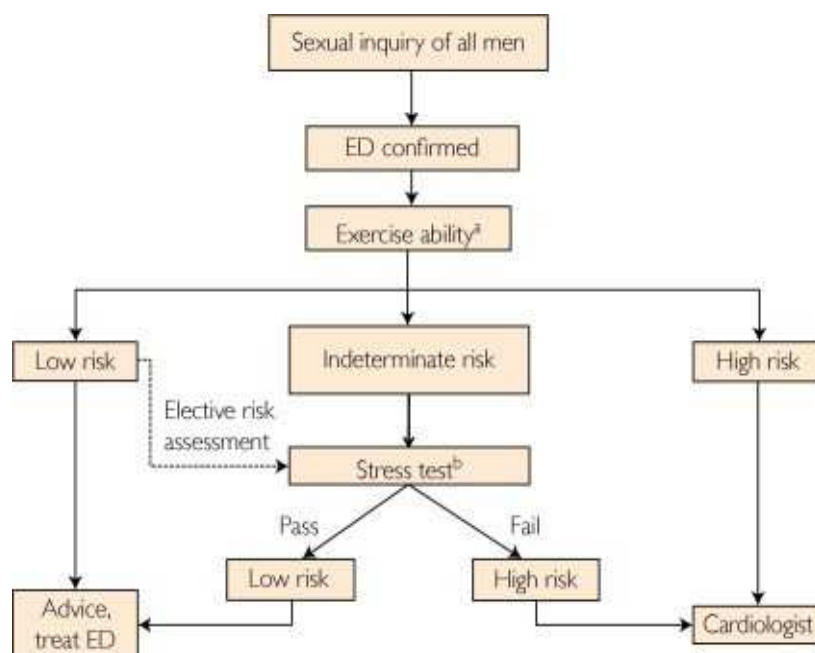 Sexual inquiry of all men
ED confirmed
Exercise abilityᵃ
Low risk
Indeterminate risk
High risk
Elective risk
assessment
Stress testᵇ
Pass
Fail
Low risk
High risk
Advice,
treat ED
Cardiologist